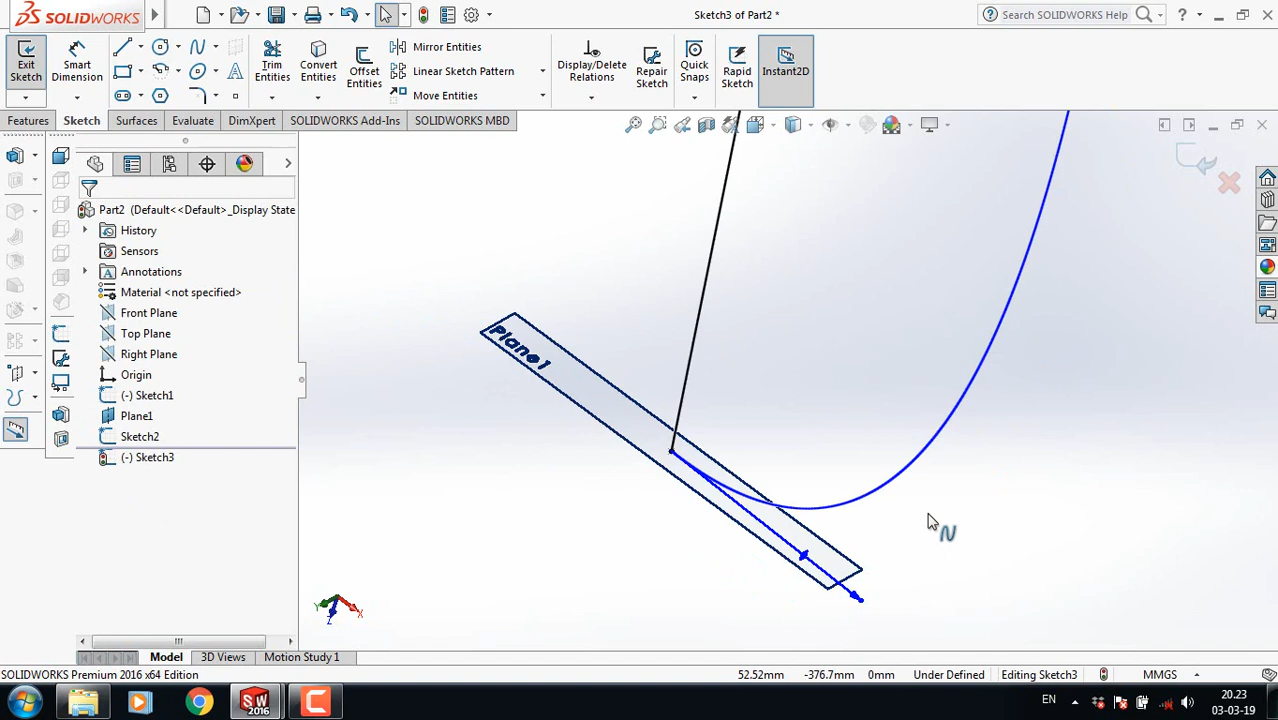 SOLIDWORKS
Sketch3 of Part2 *
Search SOLIDWORKS Help
Exit Sketch
Smart Dimension
Trim Entities
Convert Entities
Offset Entities
Mirror Entities
Linear Sketch Pattern
Move Entities
Display/Delete Relations
Repair Sketch
Quick Snaps
Rapid Sketch
Instant2D
Features
Sketch
Surfaces
Evaluate
DimXpert
SOLIDWORKS Add-Ins
SOLIDWORKS MBD
Part2 (Default<<Default>_Display State
History
Sensors
Annotations
Material <not specified>
Front Plane
Top Plane
Right Plane
Origin
(-) Sketch1
Plane1
Sketch2
(-) Sketch3
Plane1
Y
X
Z
Model
3D Views
Motion Study 1
SOLIDWORKS Premium 2016 x64 Edition
52.52mm
-376.7mm
0mm
Under Defined
Editing Sketch3
MMGS
SW
2016
EN
20.23
03-03-19